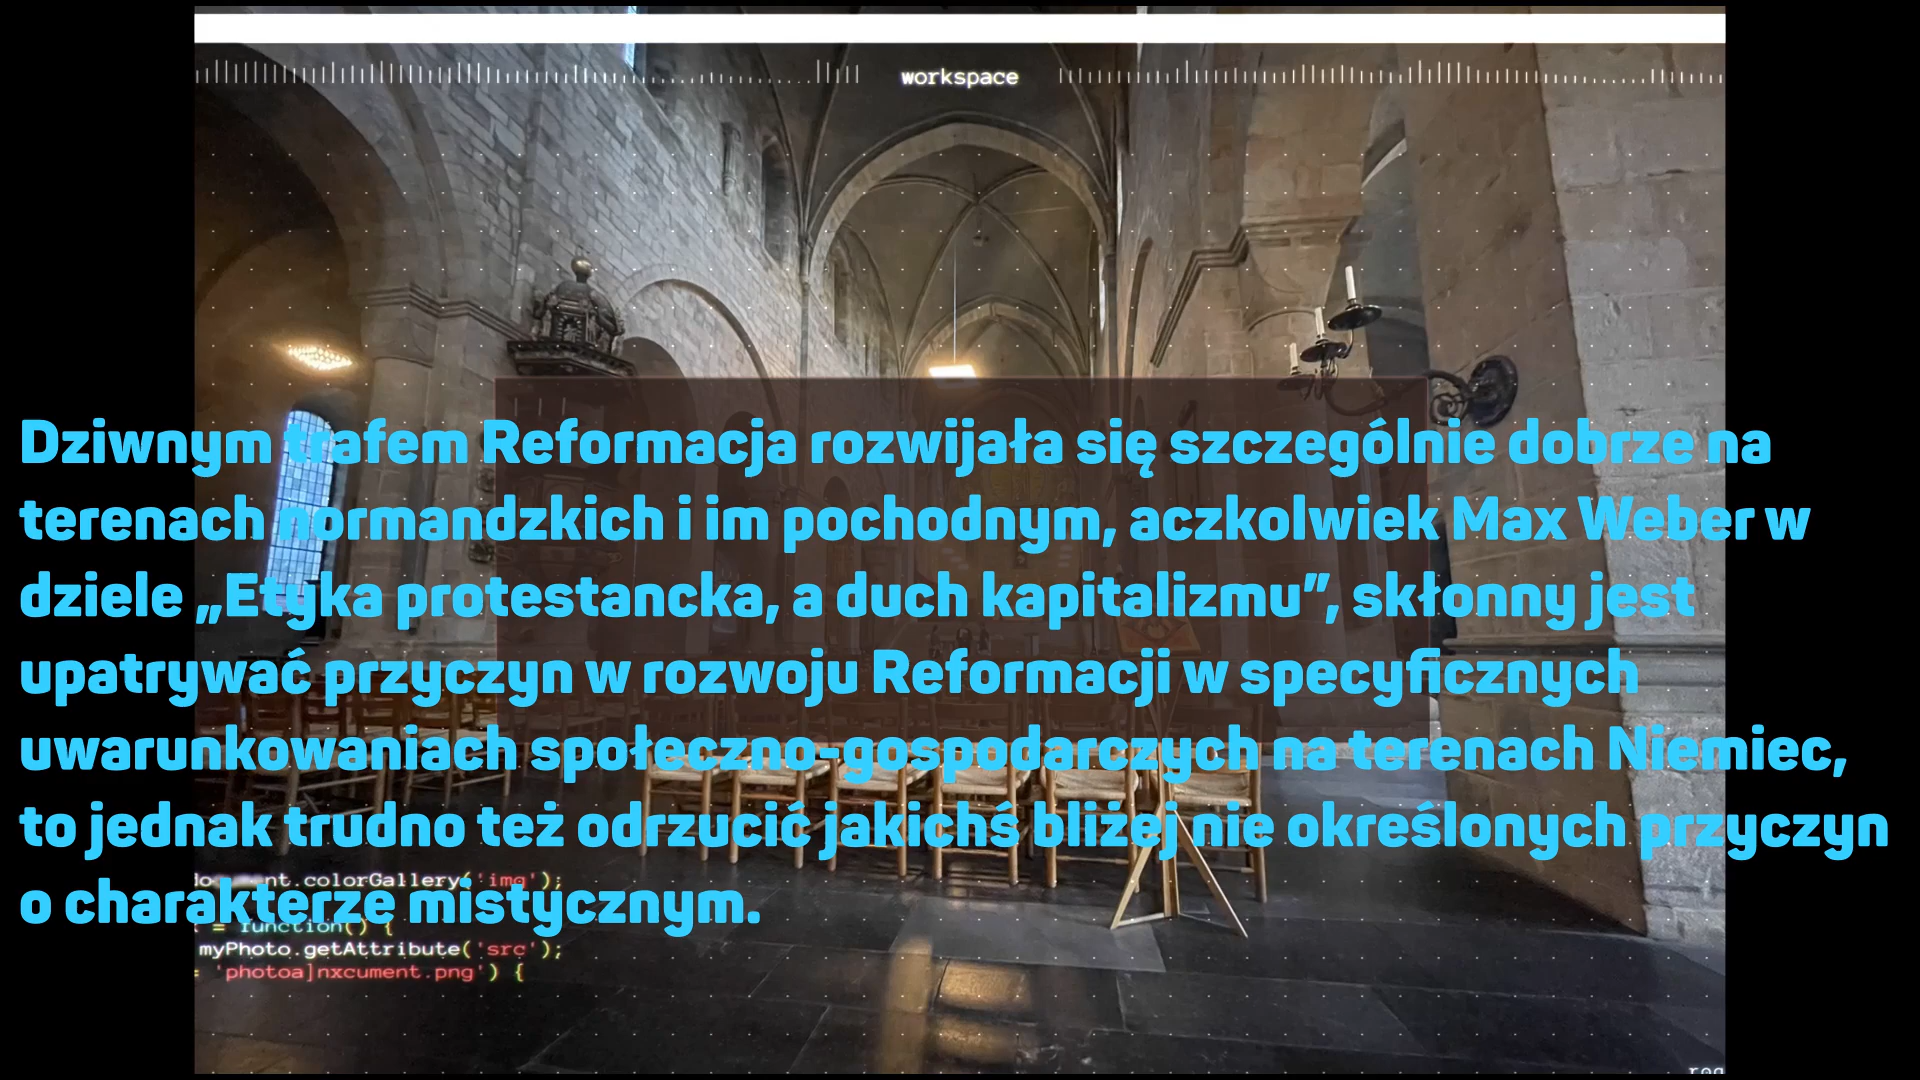 workspace
Dziwnym trafem Reformacja rozwijała się szczególnie dobrze na
terenach normandzkich i im pochodnym, aczkolwiek Max Weber w
dziele „Etyka protestancka, a duch kapitalizmu”, skłonny jest
upatrywać przyczyn w rozwoju Reformacji w specyficznych
uwarunkowaniach społeczno-gospodarczych na terenach Niemiec,
to jednak trudno też odrzucić jakichś bliżej nie określonych przyczyn
o charakterze mistycznym.
document.colorGallery('img');
= function() {
myPhoto.getAttribute('src');
= 'photoa]nxcument.png') {